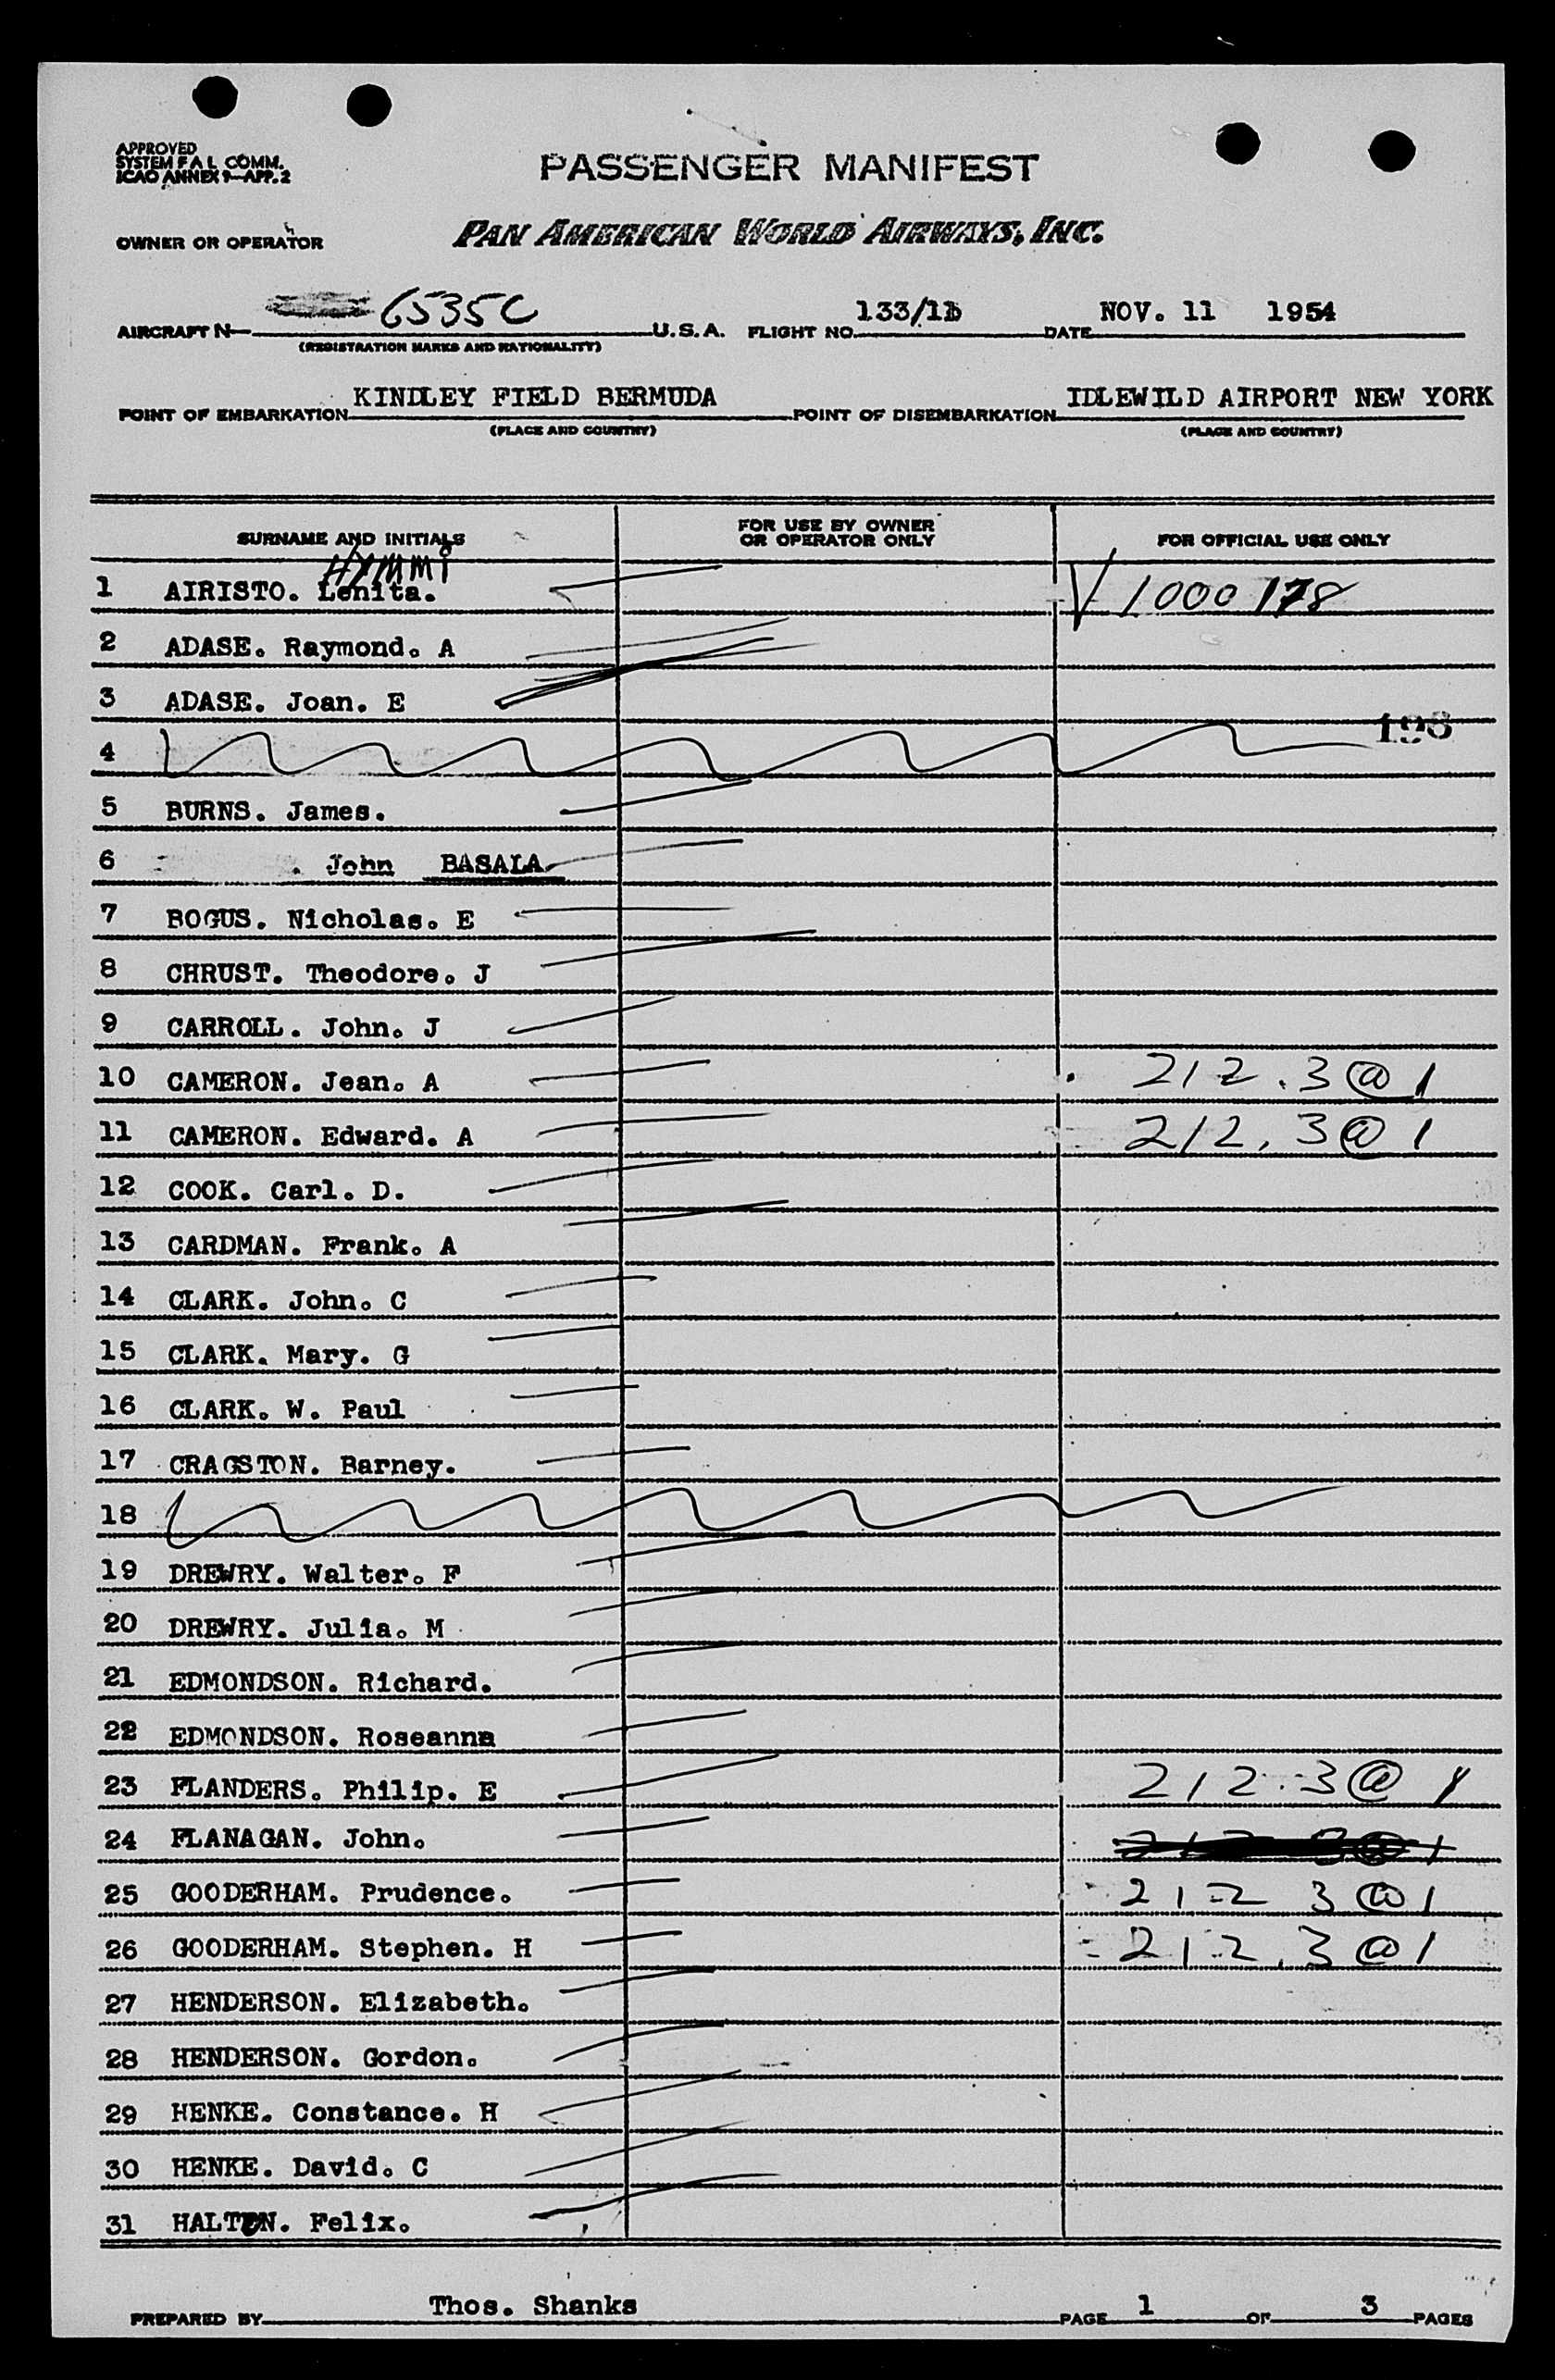 APPROVED
SYSTEM F A L COMM.
ICAO ANNEX 9—APP. 2
PASSENGER MANIFEST
OWNER OR OPERATOR PAN AMERICAN WORLD AIRWAYS, INC.
AIRCRAFT N— 6535C U.S.A. FLIGHT NO. 133/11 DATE NOV. 11 1954
(REGISTRATION MARKS AND NATIONALITY)
POINT OF EMBARKATION KINDLEY FIELD BERMUDA POINT OF DISEMBARKATION IDLEWILD AIRPORT NEW YORK
(PLACE AND COUNTRY) (PLACE AND COUNTRY)
SURNAME AND INITIALS FOR USE BY OWNER OR OPERATOR ONLY FOR OFFICIAL USE ONLY
HAMMI
1 AIRISTO. Lenita. V 1000 178
2 ADASE. Raymond. A
3 ADASE. Joan. E
4 198
5 BURNS. James.
6 . John BASALA
7 BOGUS. Nicholas. E
8 CHRUST. Theodore. J
9 CARROLL. John. J
10 CAMERON. Jean. A 212.3@1
11 CAMERON. Edward. A 212.3@1
12 COOK. Carl. D.
13 CARDMAN. Frank. A
14 CLARK. John. C
15 CLARK. Mary. G
16 CLARK. W. Paul
17 CRAGSTON. Barney.
18
19 DREWRY. Walter. F
20 DREWRY. Julia. M
21 EDMONDSON. Richard.
22 EDMONDSON. Roseanna
23 FLANDERS. Philip. E 212.3@1
24 FLANAGAN. John. 212 3@1
25 GOODERHAM. Prudence. 212 3@1
26 GOODERHAM. Stephen. H 212.3@1
27 HENDERSON. Elizabeth.
28 HENDERSON. Gordon.
29 HENKE. Constance. H
30 HENKE. David. C
31 HALTON. Felix.
PREPARED BY Thos. Shanks PAGE 1 OF 3 PAGES